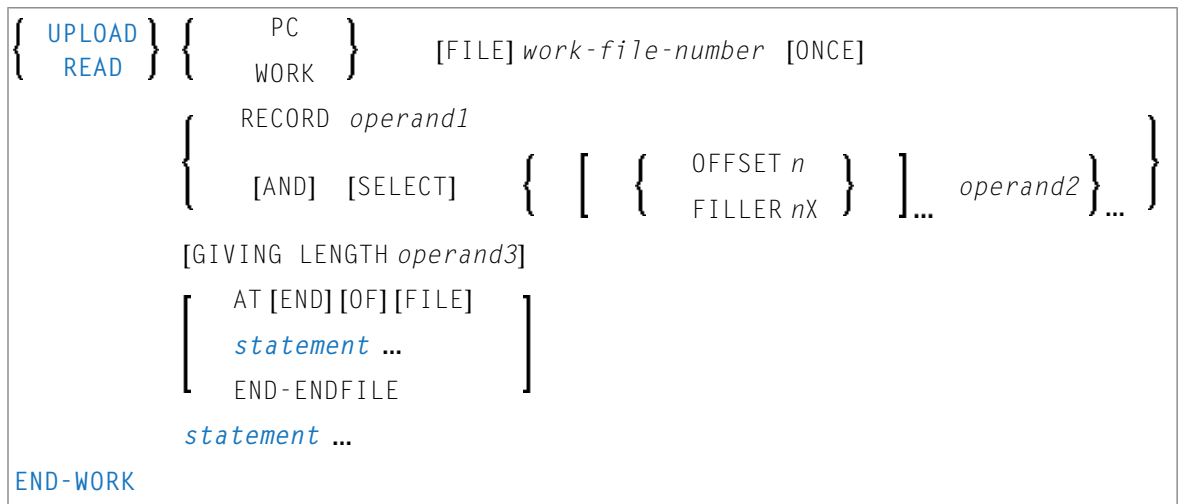 { UPLOAD } { PC } [FILE] work-file-number [ONCE]
{ READ } { WORK }
{ RECORD operand1 }
{ [AND] [SELECT] { [ { OFFSET n } ]... operand2 }... }
{ FILLER nX }
[GIVING LENGTH operand3]
[ AT [END] [OF] [FILE]
statement ...
END-ENDFILE ]
statement ...
END-WORK